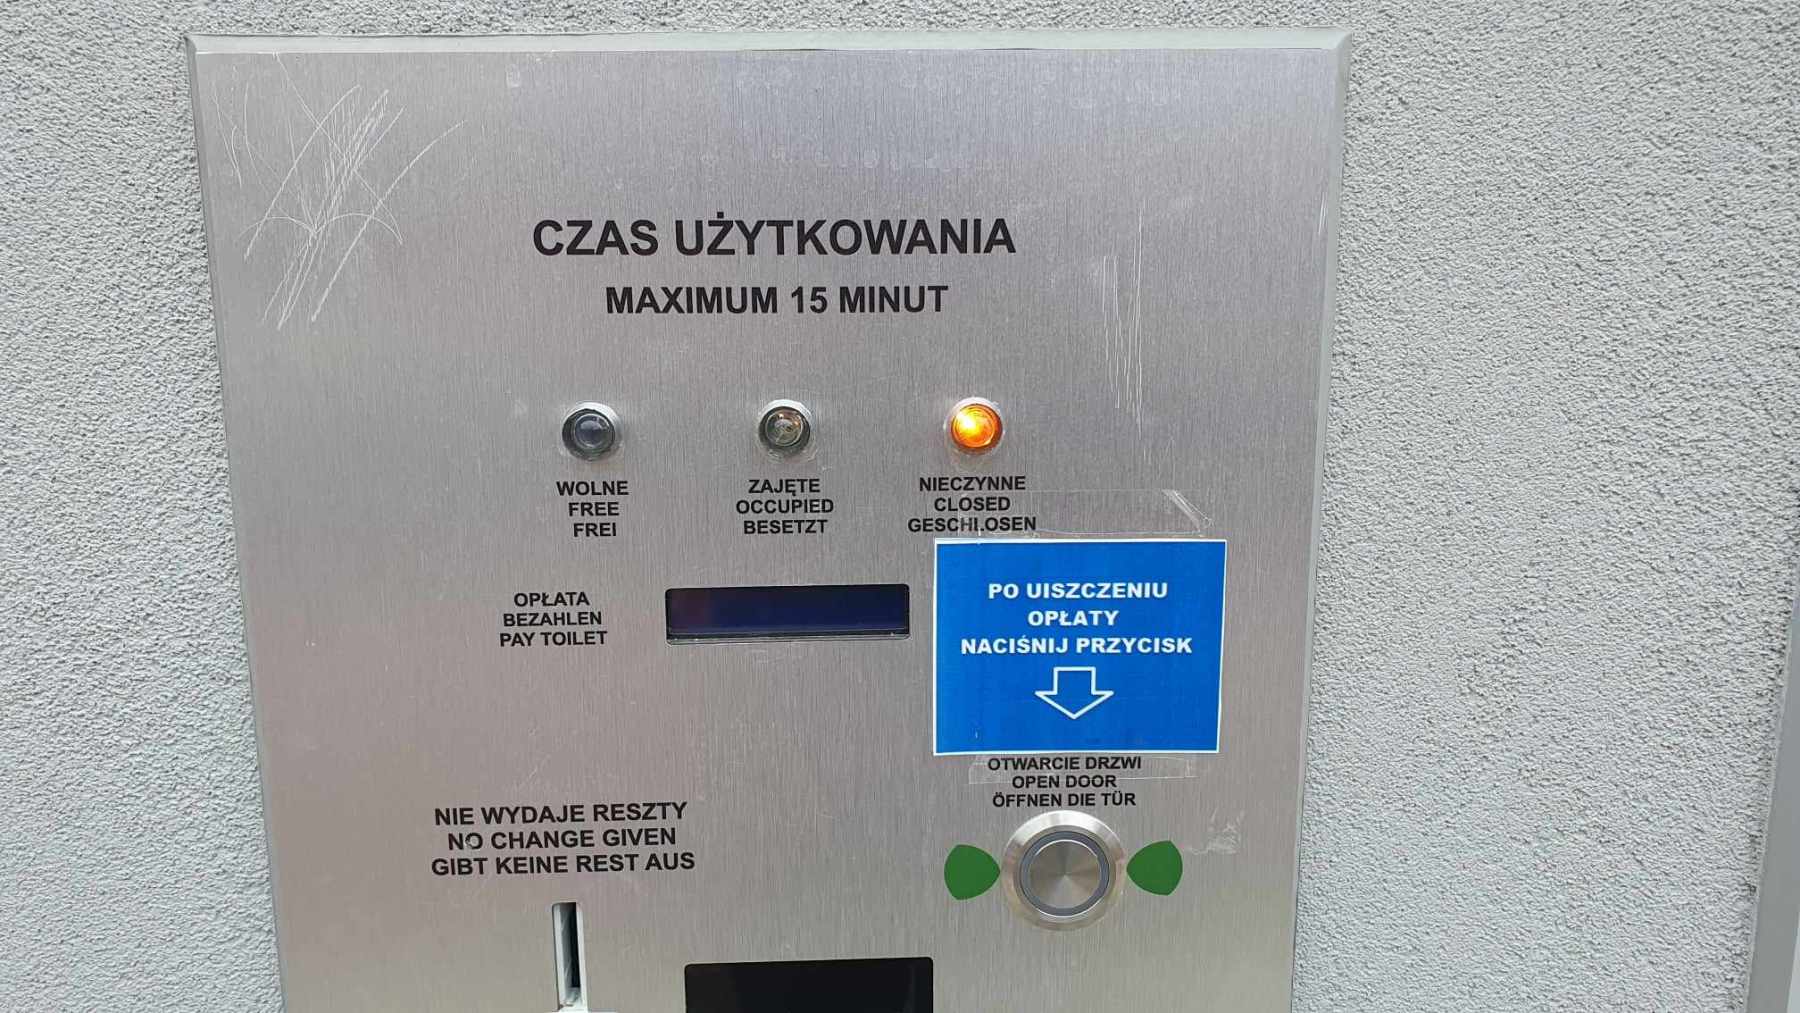 CZAS UŻYTKOWANIA
MAXIMUM 15 MINUT
WOLNE
FREE
FREI
ZAJĘTE
OCCUPIED
BESETZT
NIECZYNNE
CLOSED
GESCHLOSEN
OPŁATA
BEZAHLEN
PAY TOILET
PO UISZCZENIU
OPŁATY
NACIŚNIJ PRZYCISK
OTWARCIE DRZWI
OPEN DOOR
ÖFFNEN DIE TÜR
NIE WYDAJE RESZTY
NO CHANGE GIVEN
GIBT KEINE REST AUS